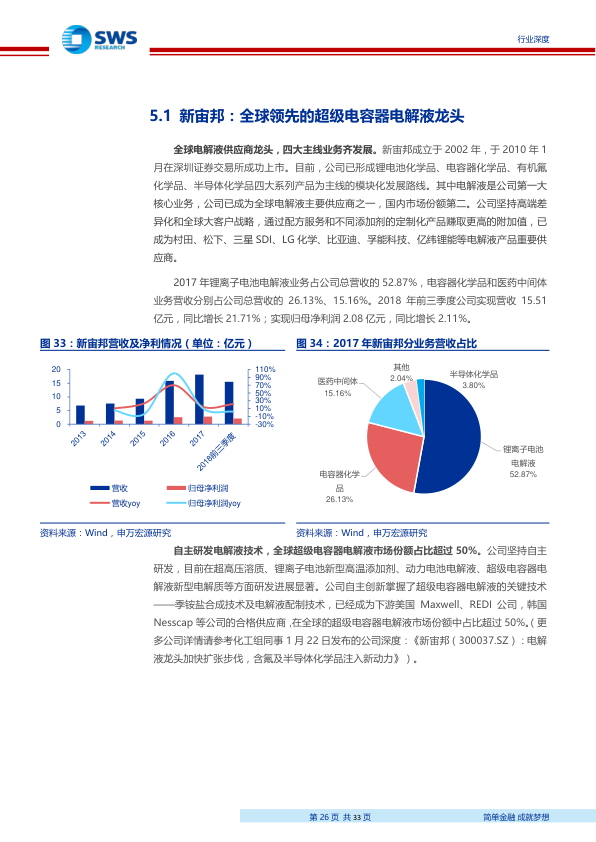 SWS
RESEARCH
行业深度
5.1 新宙邦：全球领先的超级电容器电解液龙头
全球电解液供应商龙头，四大主线业务齐发展。新宙邦成立于 2002 年，于 2010 年 1
月在深圳证券交易所成功上市。目前，公司已形成锂电池化学品、电容器化学品、有机氟
化学品、半导体化学品四大系列产品为主线的模块化发展路线。其中电解液是公司第一大
核心业务，公司已成为全球电解液主要供应商之一，国内市场份额第二。公司坚持高端差
异化和全球大客户战略，通过配方服务和不同添加剂的定制化产品赚取更高的附加值，已
成为村田、松下、三星 SDI、LG 化学、比亚迪、孚能科技、亿纬锂能等电解液产品重要供
应商。
2017 年锂离子电池电解液业务占公司总营收的 52.87%，电容器化学品和医药中间体
业务营收分别占公司总营收的 26.13%、15.16%。2018 年前三季度公司实现营收 15.51
亿元，同比增长 21.71%；实现归母净利润 2.08 亿元，同比增长 2.11%。
图 33：新宙邦营收及净利情况（单位：亿元）
20
15
10
5
0
110%
90%
70%
50%
30%
10%
-10%
-30%
2013
2014
2015
2016
2017
2018前三季度
营收
归母净利润
营收yoy
归母净利润yoy
资料来源：Wind，申万宏源研究
图 34：2017 年新宙邦分业务营收占比
其他
2.04%
半导体化学品
3.80%
医药中间体
15.16%
锂离子电池
电解液
52.87%
电容器化学
品
26.13%
资料来源：Wind，申万宏源研究
自主研发电解液技术，全球超级电容器电解液市场份额占比超过 50%。公司坚持自主
研发，目前在超高压溶质、锂离子电池新型高温添加剂、动力电池电解液、超级电容器电
解液新型电解质等方面研发进展显著。公司自主创新掌握了超级电容器电解液的关键技术
——季铵盐合成技术及电解液配制技术，已经成为下游美国 Maxwell、REDI 公司，韩国
Nesscap 等公司的合格供应商，在全球的超级电容器电解液市场份额中占比超过 50%。（更
多公司详情请参考化工组同事 1 月 22 日发布的公司深度：《新宙邦（300037.SZ）：电解
液龙头加快扩张步伐，含氟及半导体化学品注入新动力》）。
第 26 页 共 33 页
简单金融 成就梦想